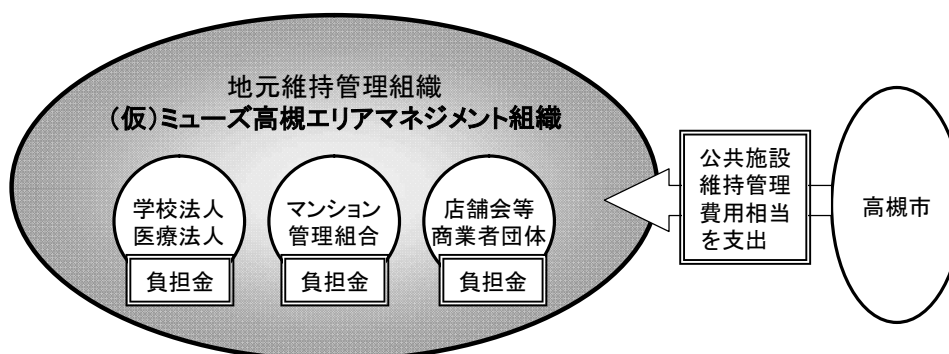 地元維持管理組織
(仮)ミューズ高槻エリアマネジメント組織
学校法人
医療法人
負担金
マンション
管理組合
負担金
店舗会等
商業者団体
負担金
公共施設
維持管理
費用相当
を支出
高槻市